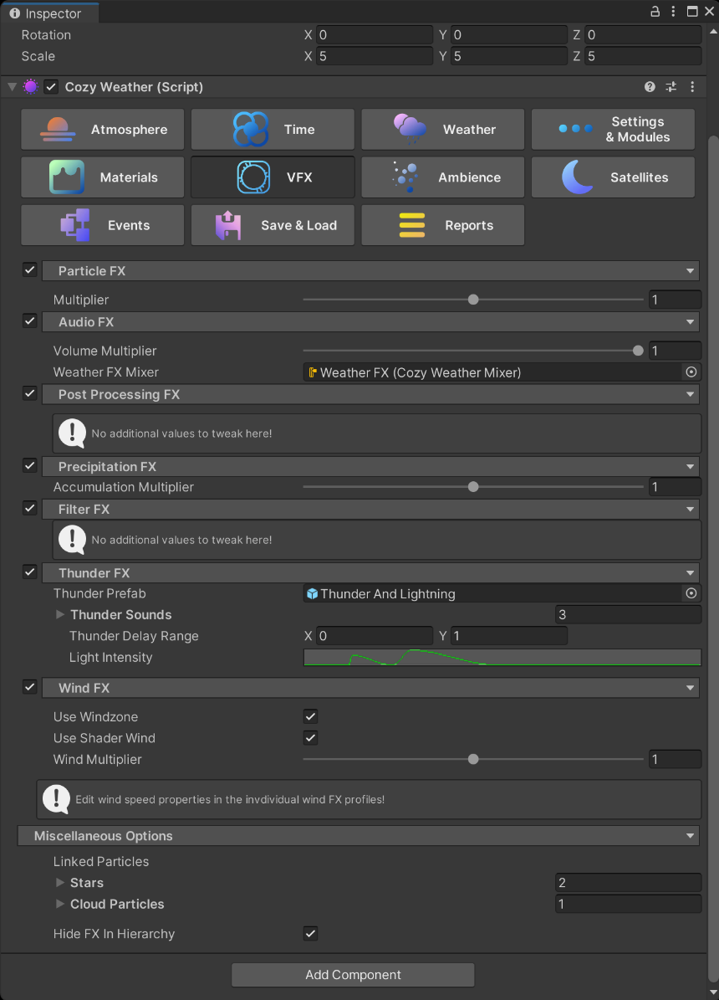 Inspector
Rotation X 0 Y 0 Z 0
Scale X 5 Y 5 Z 5
Cozy Weather (Script)
Atmosphere Time Weather Settings & Modules
Materials VFX Ambience Satellites
Events Save & Load Reports
Particle FX
Multiplier 1
Audio FX
Volume Multiplier 1
Weather FX Mixer Weather FX (Cozy Weather Mixer)
Post Processing FX
No additional values to tweak here!
Precipitation FX
Accumulation Multiplier 1
Filter FX
No additional values to tweak here!
Thunder FX
Thunder Prefab Thunder And Lightning
Thunder Sounds 3
Thunder Delay Range X 0 Y 1
Light Intensity
Wind FX
Use Windzone
Use Shader Wind
Wind Multiplier 1
Edit wind speed properties in the invdividual wind FX profiles!
Miscellaneous Options
Linked Particles
Stars 2
Cloud Particles 1
Hide FX In Hierarchy
Add Component